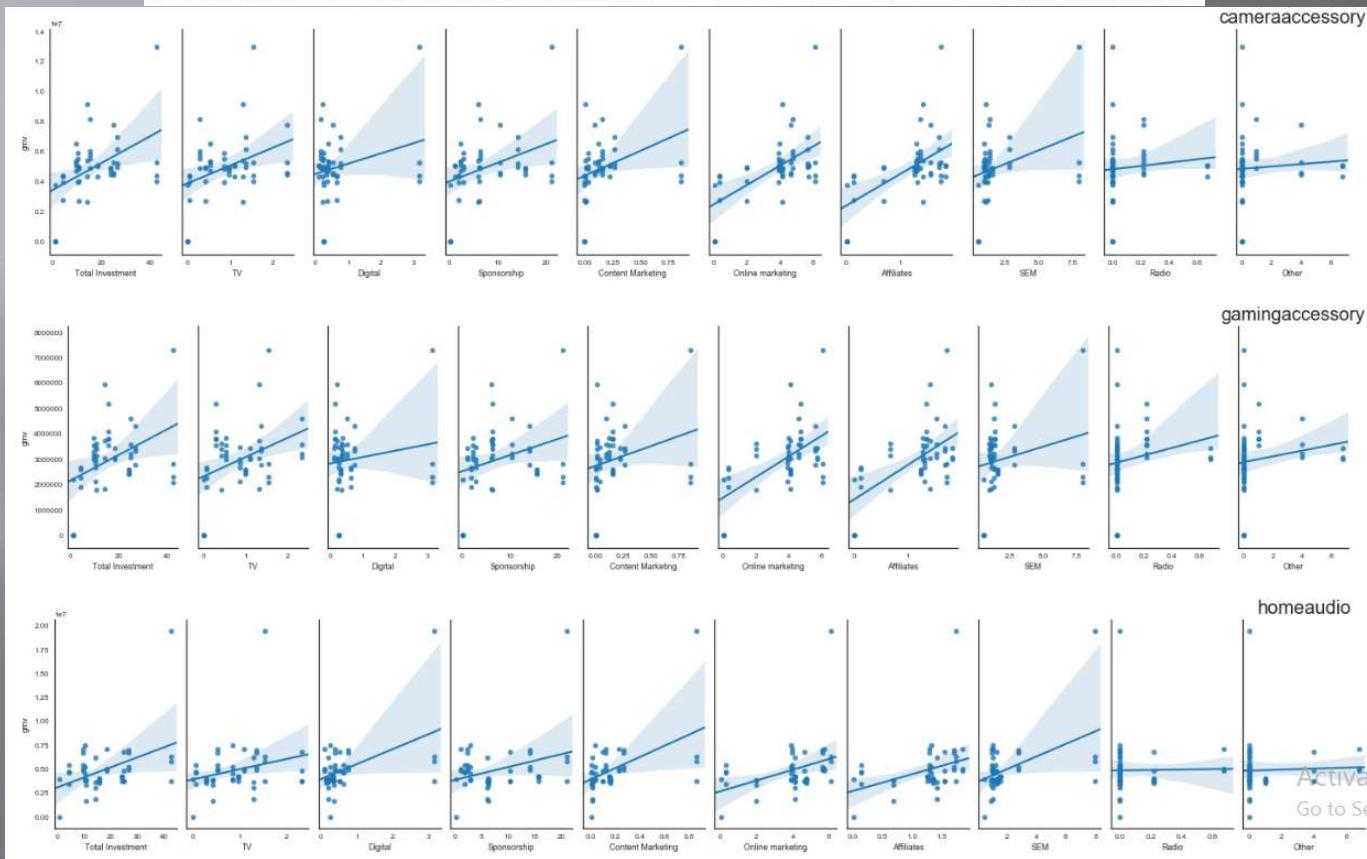 cameraaccessory
1e7
1.4
1.2
1.0
0.8
0.6
0.4
0.2
0.0
gmv
0 20 40
0 1 2
0 1 2 3
0 10 20
0.00 0.25 0.50 0.75
0 2 4 6
0 1
2.5 5.0 7.5
0.0 0.2 0.4 0.6
0 2 4 6
Total Investment TV Digital Sponsorship Content Marketing Online marketing Affiliates SEM Radio Other
gamingaccessory
8000000
7000000
6000000
5000000
4000000
3000000
2000000
1000000
0
gmv
0 20 40
0 1 2
0 1 2 3
0 10 20
0.00 0.25 0.50 0.75
0 2 4 6
0 1
2.5 5.0 7.5
0.0 0.2 0.4 0.6
0 2 4 6
Total Investment TV Digital Sponsorship Content Marketing Online marketing Affiliates SEM Radio Other
homeaudio
1e7
2.00
1.75
1.50
1.25
1.00
0.75
0.50
0.25
0.00
gmv
0 10 20 30 40
0 1 2
0 1 2 3
0 5 10 15 20
0.0 0.2 0.4 0.6 0.8
0 2 4 6
0.0 0.5 1.0 1.5
0 2 4 6 8
0.0 0.2 0.4 0.6
0 2 4 6
Total Investment TV Digital Sponsorship Content Marketing Online marketing Affiliates SEM Radio Other
Activa
Go to Se